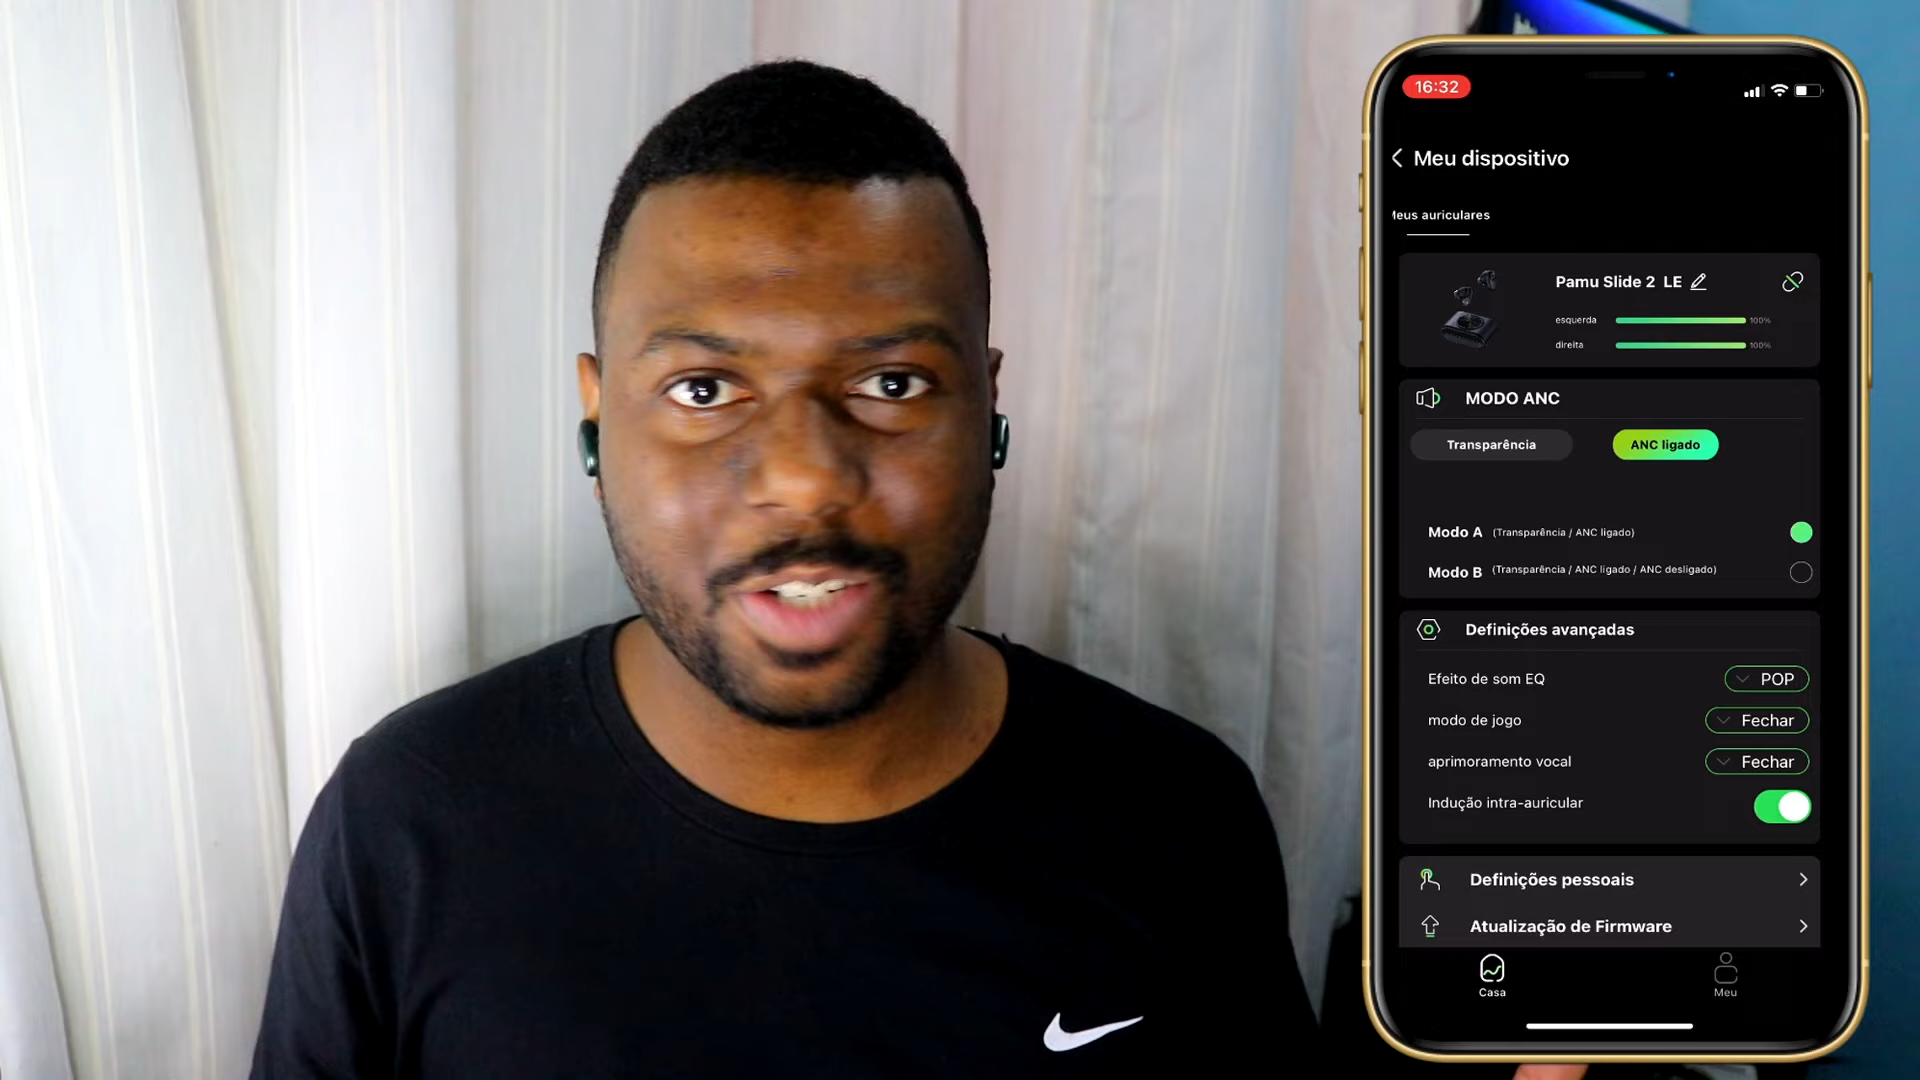 16:32
Meu dispositivo
Meus auriculares
Pamu Slide 2 LE
esquerda 100%
direita 100%
MODO ANC
Transparência ANC ligado
Modo A (Transparência / ANC ligado)
Modo B (Transparência / ANC ligado / ANC desligado)
Definições avançadas
Efeito de som EQ POP
modo de jogo Fechar
aprimoramento vocal Fechar
Indução intra-auricular
Definições pessoais
Atualização de Firmware
Casa Meu